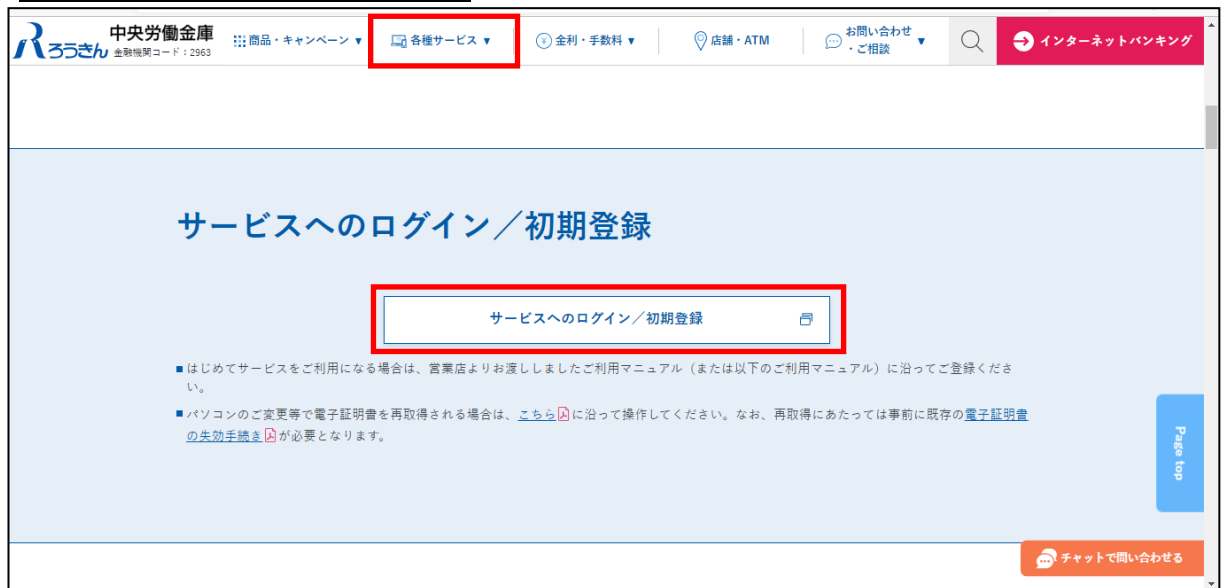 ろうきん 中央労働金庫
金融機関コード：2963
商品・キャンペーン ▼
各種サービス ▼
金利・手数料 ▼
店舗・ATM
お問い合わせ
・ご相談 ▼
インターネットバンキング
サービスへのログイン／初期登録
サービスへのログイン／初期登録
■はじめてサービスをご利用になる場合は、営業店よりお渡ししましたご利用マニュアル（または以下のご利用マニュアル）に沿ってご登録くださ
い。
■パソコンのご変更等で電子証明書を再取得される場合は、こちらに沿って操作してください。なお、再取得にあたっては事前に既存の電子証明書
の失効手続きが必要となります。
Page top
チャットで問い合わせる